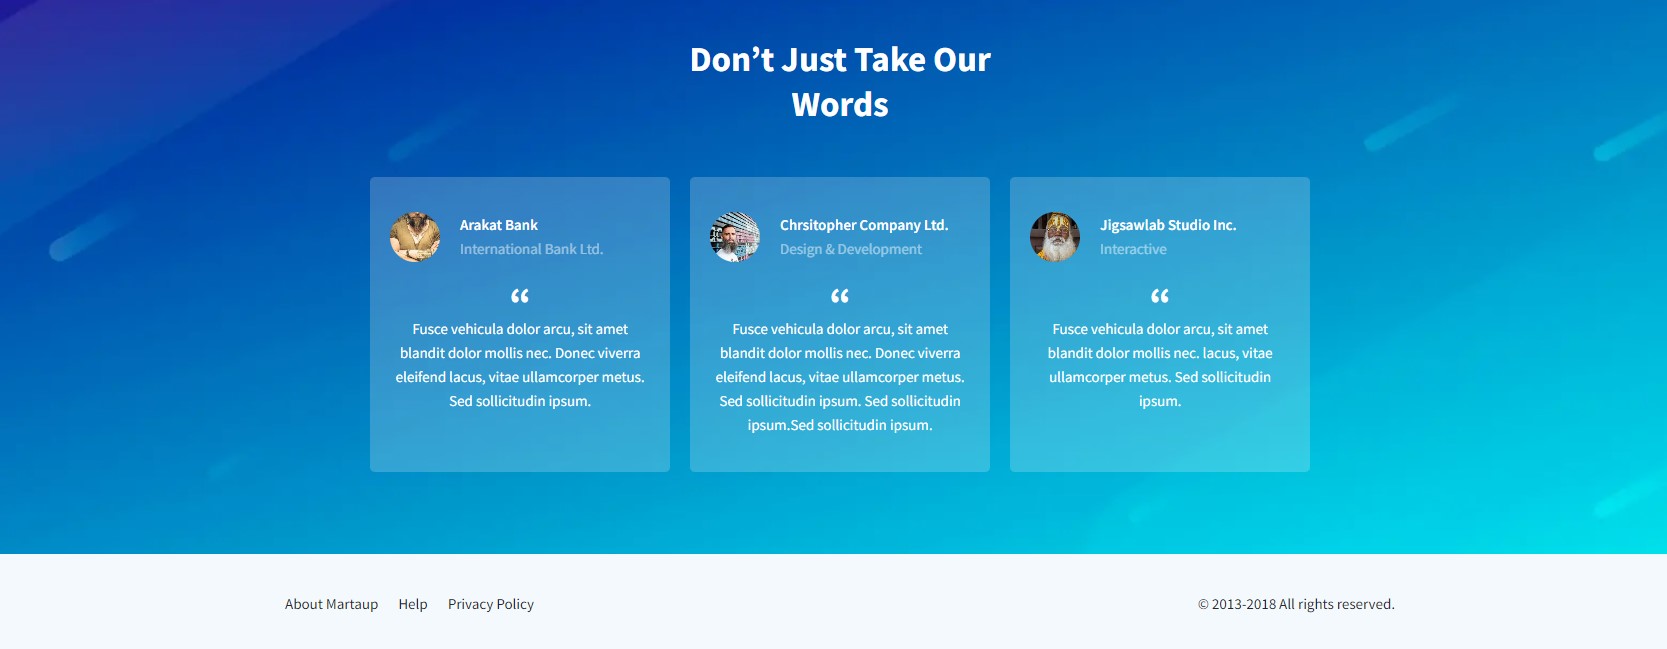 Don’t Just Take Our
Words
Arakat Bank
International Bank Ltd.
“
Fusce vehicula dolor arcu, sit amet
blandit dolor mollis nec. Donec viverra
eleifend lacus, vitae ullamcorper metus.
Sed sollicitudin ipsum.
Chrsitopher Company Ltd.
Design & Development
“
Fusce vehicula dolor arcu, sit amet
blandit dolor mollis nec. Donec viverra
eleifend lacus, vitae ullamcorper metus.
Sed sollicitudin ipsum. Sed sollicitudin
ipsum.Sed sollicitudin ipsum.
Jigsawlab Studio Inc.
Interactive
“
Fusce vehicula dolor arcu, sit amet
blandit dolor mollis nec. lacus, vitae
ullamcorper metus. Sed sollicitudin
ipsum.
About Martaup Help Privacy Policy
© 2013-2018 All rights reserved.